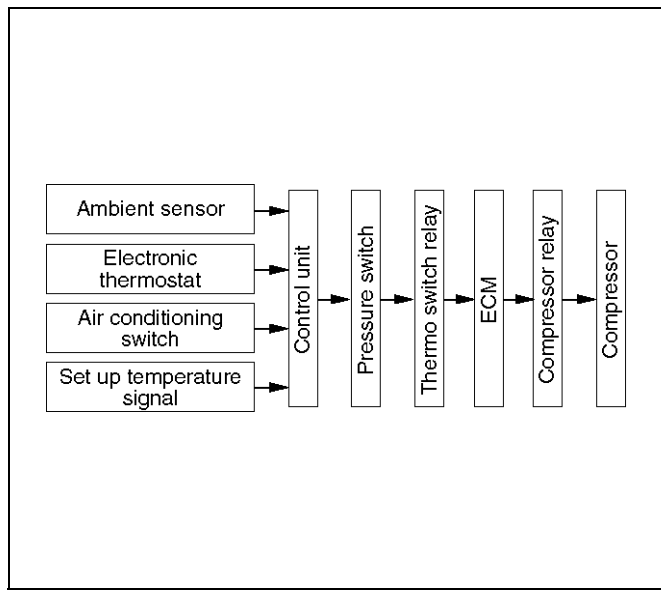 Ambient sensor
Electronic
thermostat
Air conditioning
switch
Set up temperature
signal
Control unit
Pressure switch
Thermo switch relay
ECM
Compressor relay
Compressor